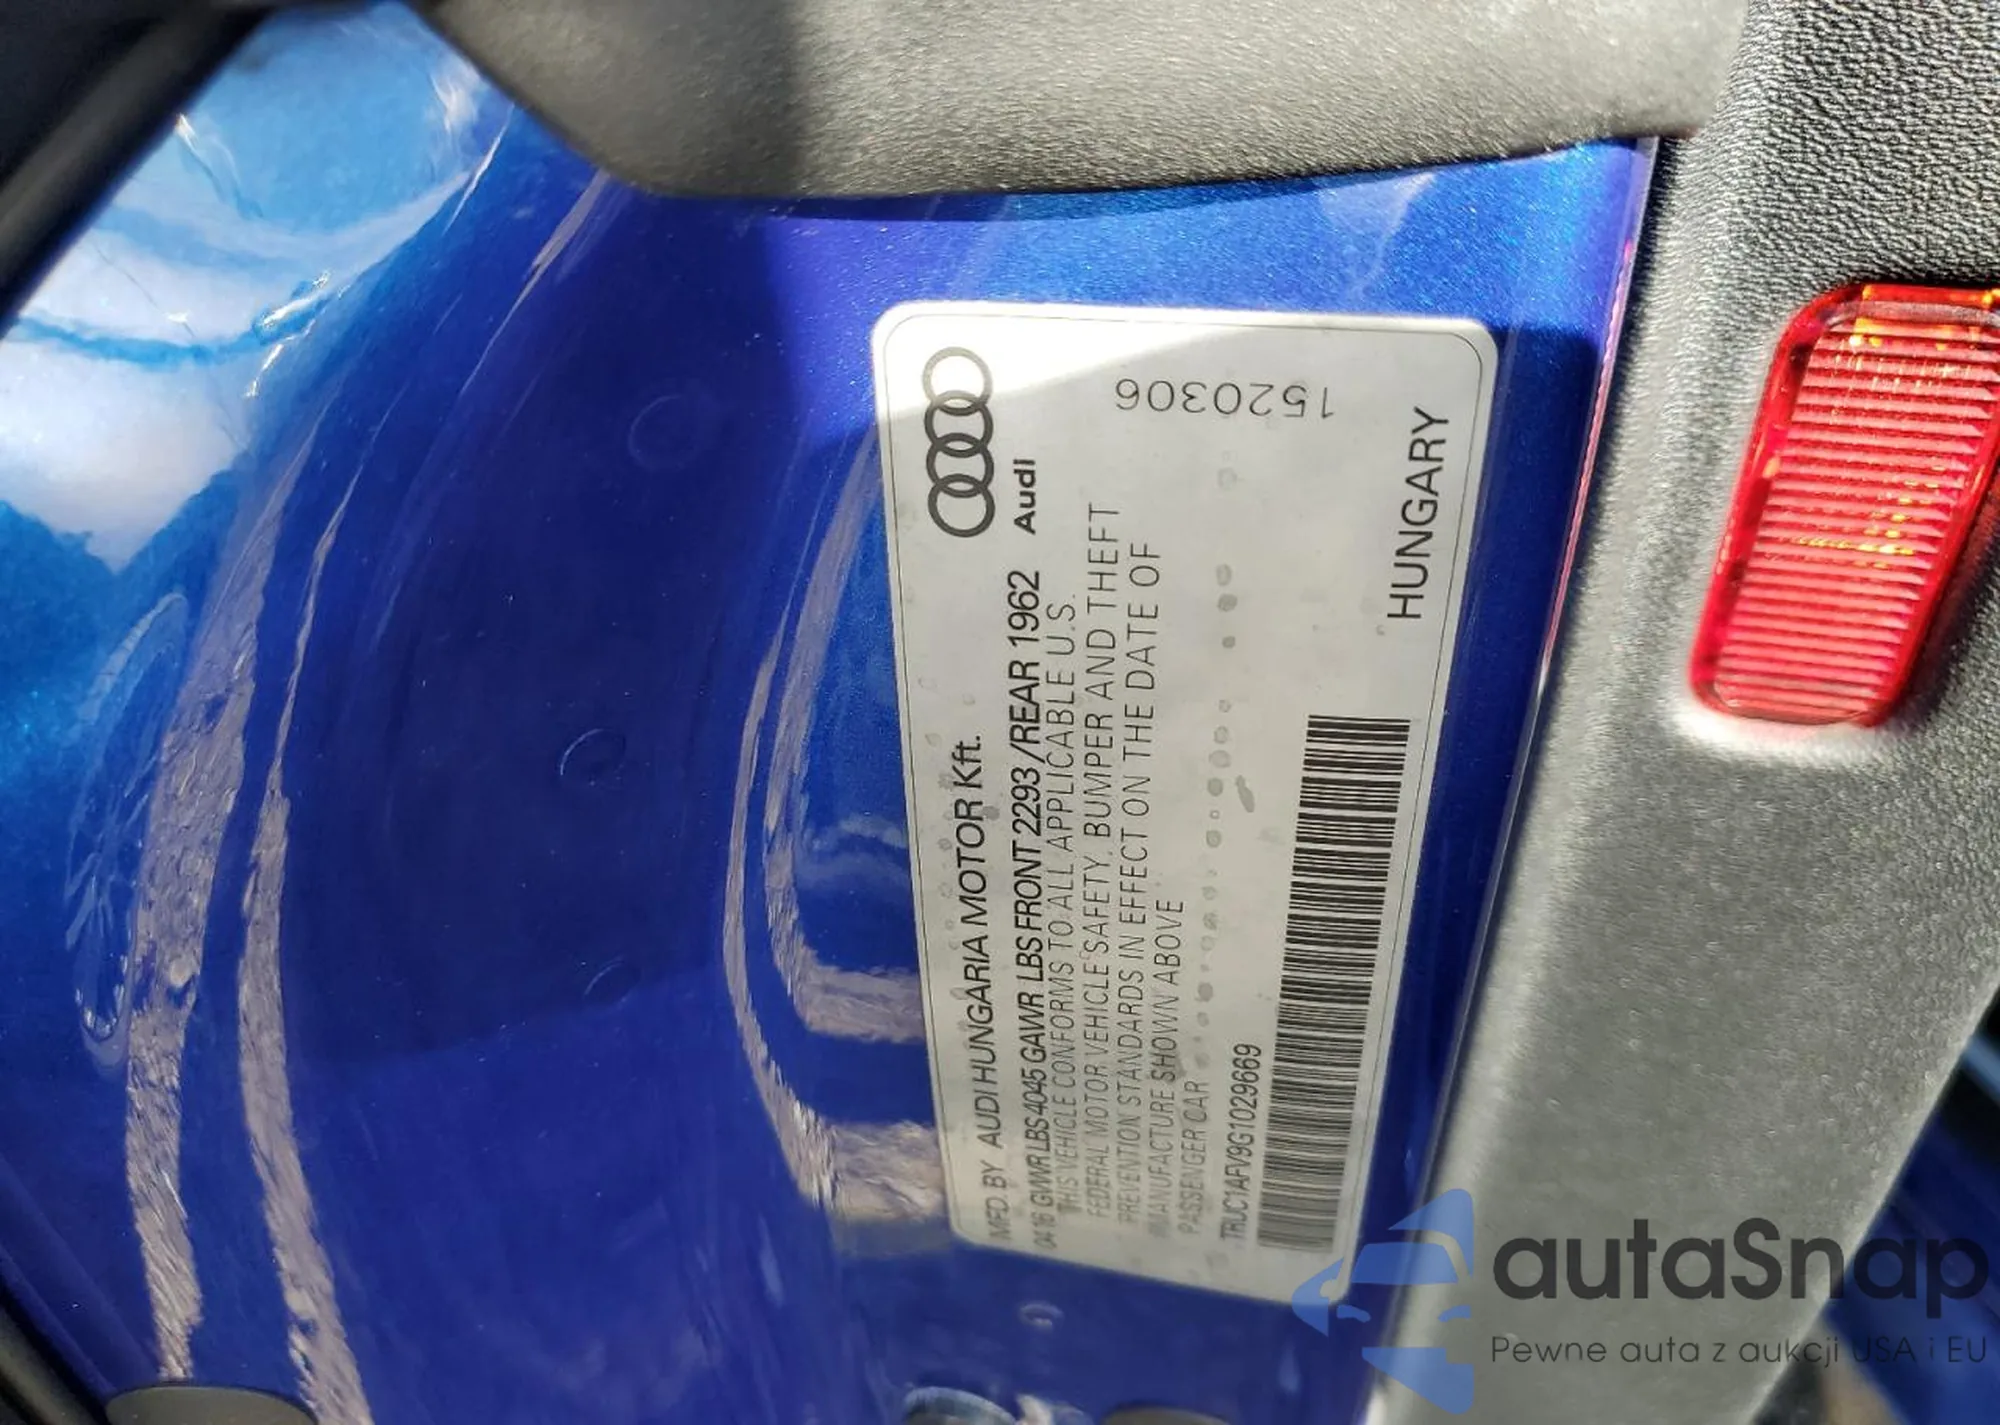 Audi
MFD. BY AUDI HUNGARIA MOTOR Kft.
04 16 GVWR LBS 4045 GAWR LBS FRONT 2293 / REAR 1962
THIS VEHICLE CONFORMS TO ALL APPLICABLE U.S.
FEDERAL MOTOR VEHICLE SAFETY, BUMPER AND THEFT
PREVENTION STANDARDS IN EFFECT ON THE DATE OF
MANUFACTURE SHOWN ABOVE
PASSENGER CAR
TRUC1AFV9G1029669
HUNGARY
1520306
autaSnap
Pewne auta z aukcji USA i EU